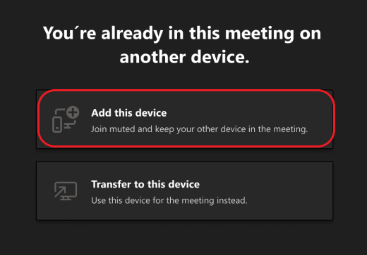 You´re already in this meeting on
another device.
Add this device
Join muted and keep your other device in the meeting.
Transfer to this device
Use this device for the meeting instead.